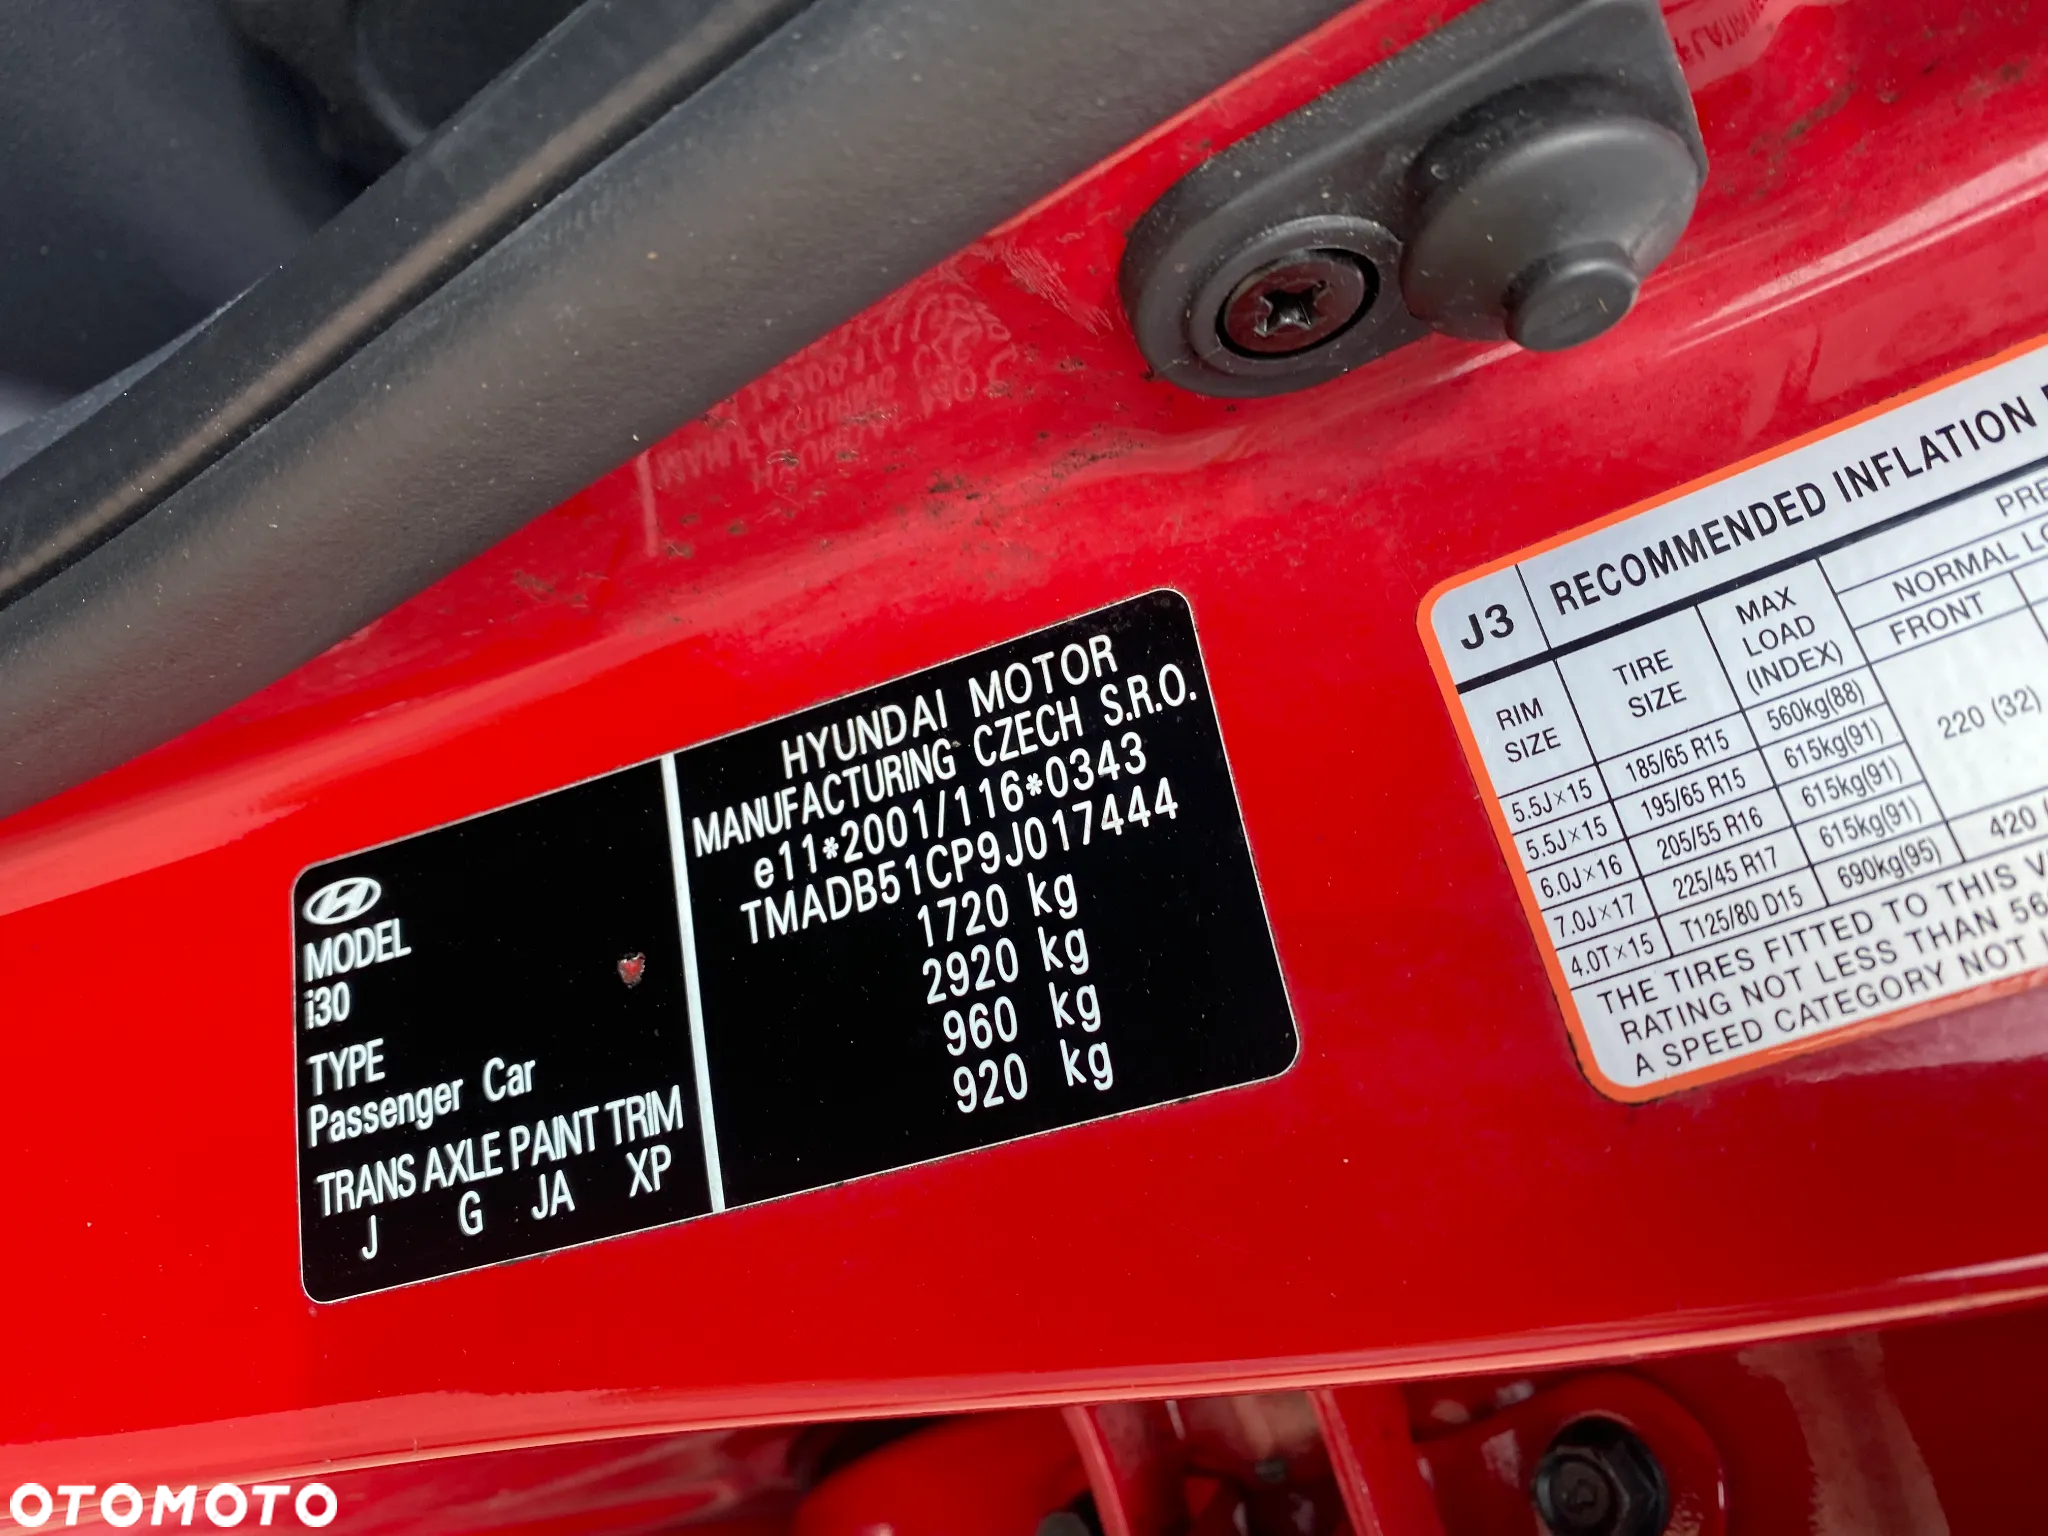 HYUNDAI MOTOR
MANUFACTURING CZECH S.R.O.
e11*2001/116*0343
TMADB51CP9J017444
1720 kg
2920 kg
960 kg
920 kg
MODEL
i30
TYPE
Passenger Car
TRANS AXLE PAINT TRIM
J G JA XP
J3 RECOMMENDED INFLATION
NORMAL
FRONT
RIM SIZE
TIRE SIZE
MAX LOAD (INDEX)
5.5J×15 185/65 R15 560kg(88)
5.5J×15 195/65 R15 615kg(91)
6.0J×16 205/55 R16 615kg(91)
7.0J×17 225/45 R17 615kg(91)
4.0T×15 T125/80 D15 690kg(95)
220 (32)
420
THE TIRES FITTED TO THIS
RATING NOT LESS THAN
A SPEED CATEGORY NOT
OTOMOTO